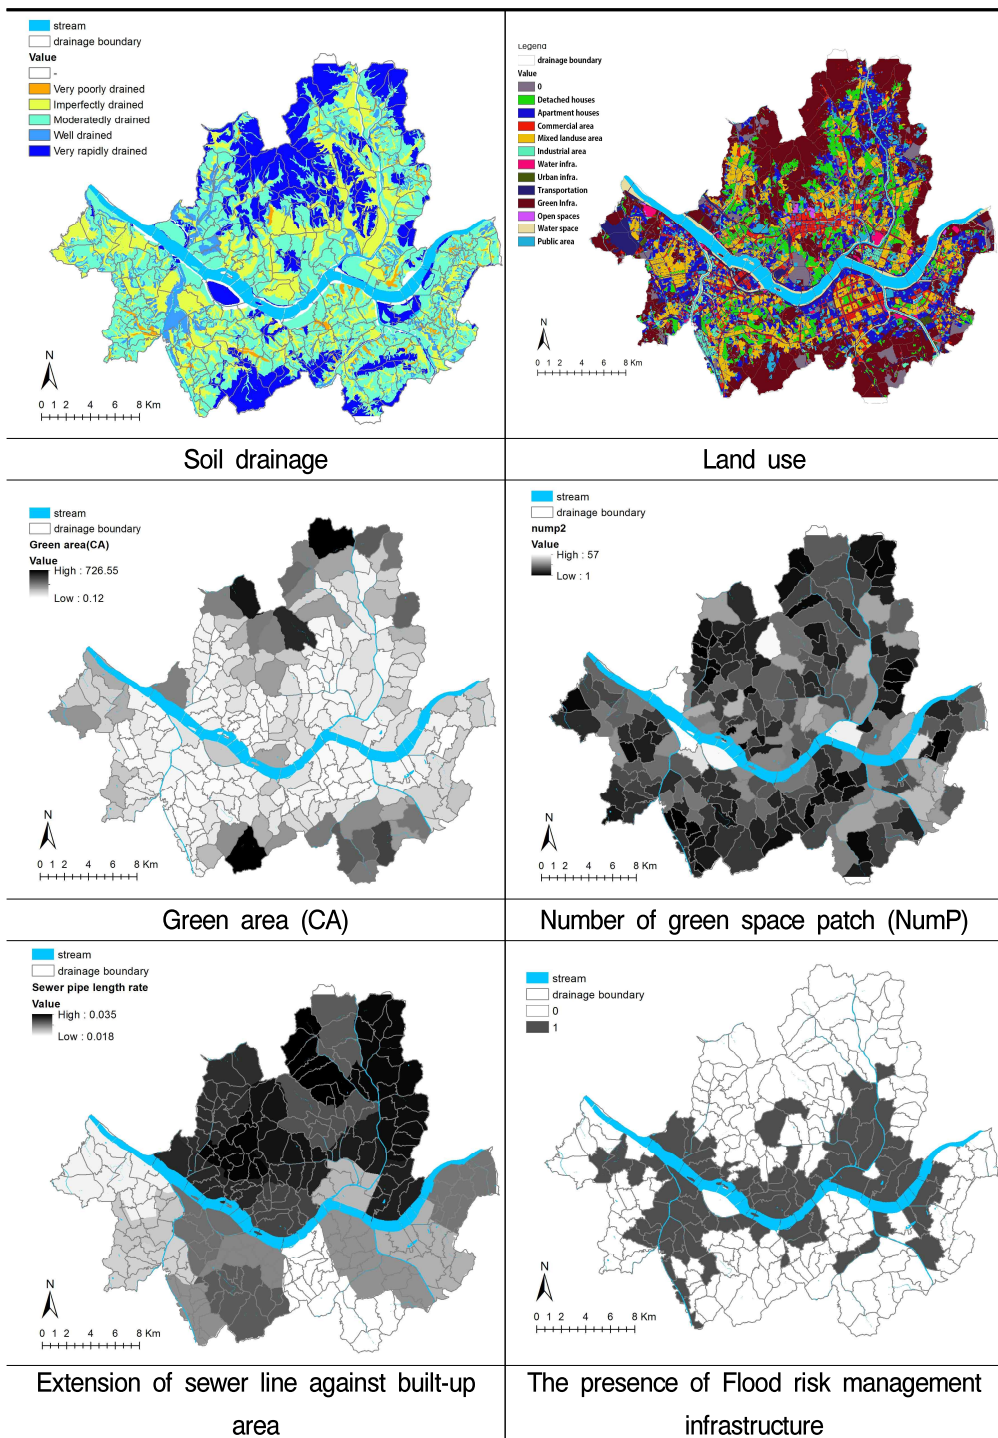 stream
drainage boundary
Value
-
Very poorly drained
Imperfectly drained
Moderatedly drained
Well drained
Very rapidly drained
N
0 1 2 4 6 8 Km
Legend
drainage boundary
Value
0
Detached houses
Apartment houses
Commercial area
Mixed landuse area
Industrial area
Water infra.
Urban infra.
Transportation
Green Infra.
Open spaces
Water space
Public area
N
0 1 2 4 6 8 Km
Soil drainage
Land use
stream
drainage boundary
Green area(CA)
Value
High : 726.55
Low : 0.12
N
0 1 2 4 6 8 Km
stream
drainage boundary
nump2
Value
High : 57
Low : 1
N
0 1 2 4 6 8 Km
Green area (CA)
Number of green space patch (NumP)
stream
drainage boundary
Sewer pipe length rate
Value
High : 0.035
Low : 0.018
N
0 1 2 4 6 8 Km
stream
drainage boundary
0
1
N
0 1 2 4 6 8 Km
Extension of sewer line against built-up
area
The presence of Flood risk management
infrastructure